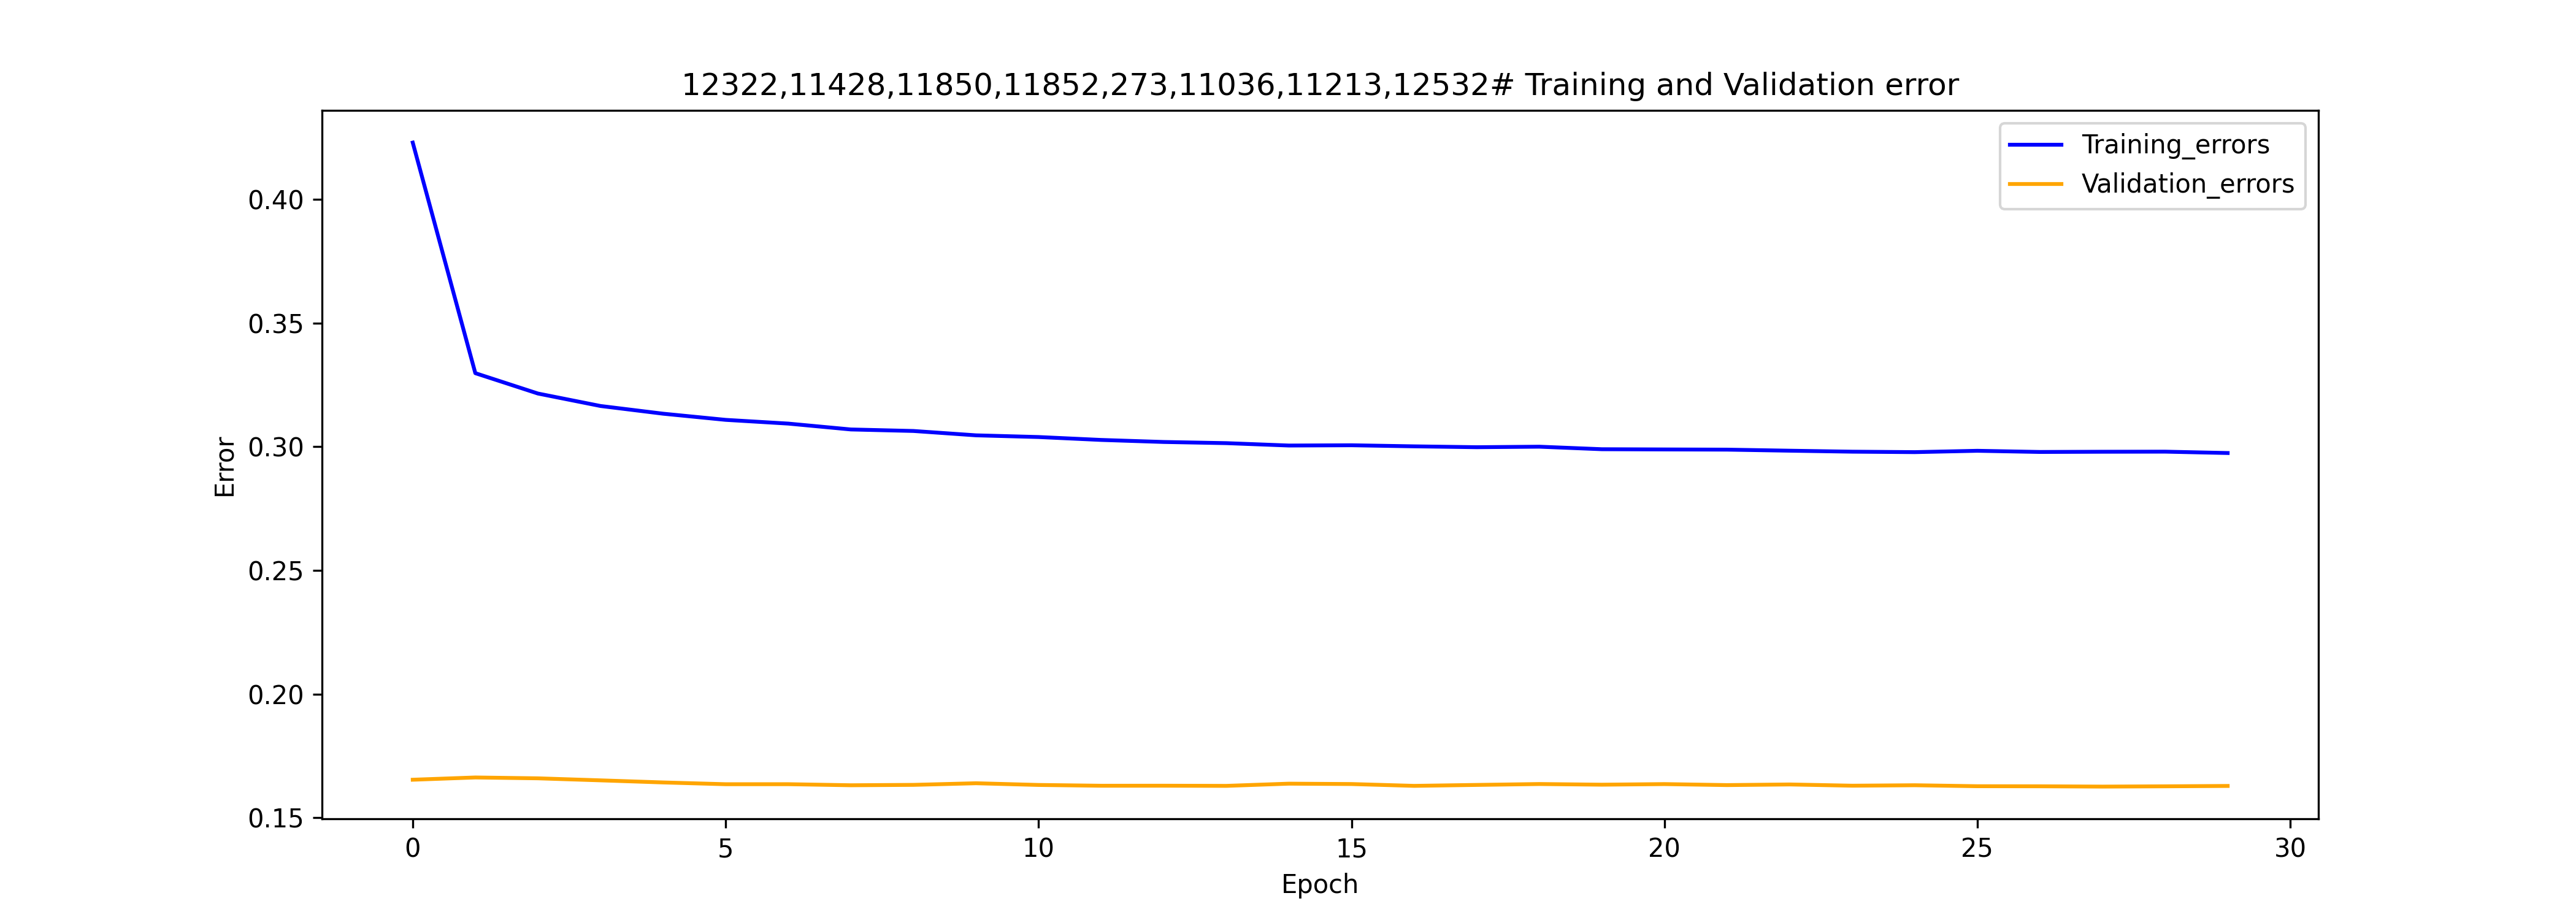 12322,11428,11850,11852,273,11036,11213,12532# Training and Validation error
Training_errors
Validation_errors
Error
0.40
0.35
0.30
0.25
0.20
0.15
0 5 10 15 20 25 30
Epoch